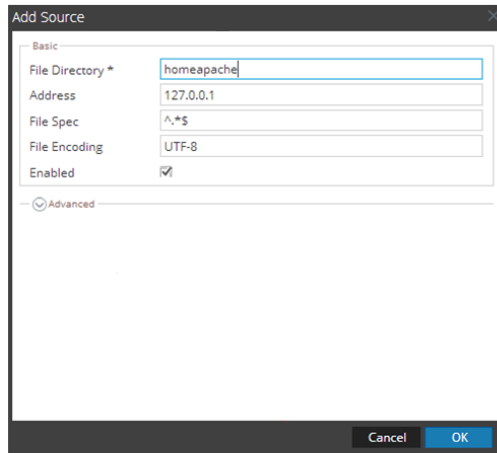 Add Source
Basic
File Directory * homeapache
Address 127.0.0.1
File Spec ^.*$
File Encoding UTF-8
Enabled
Advanced
Cancel OK